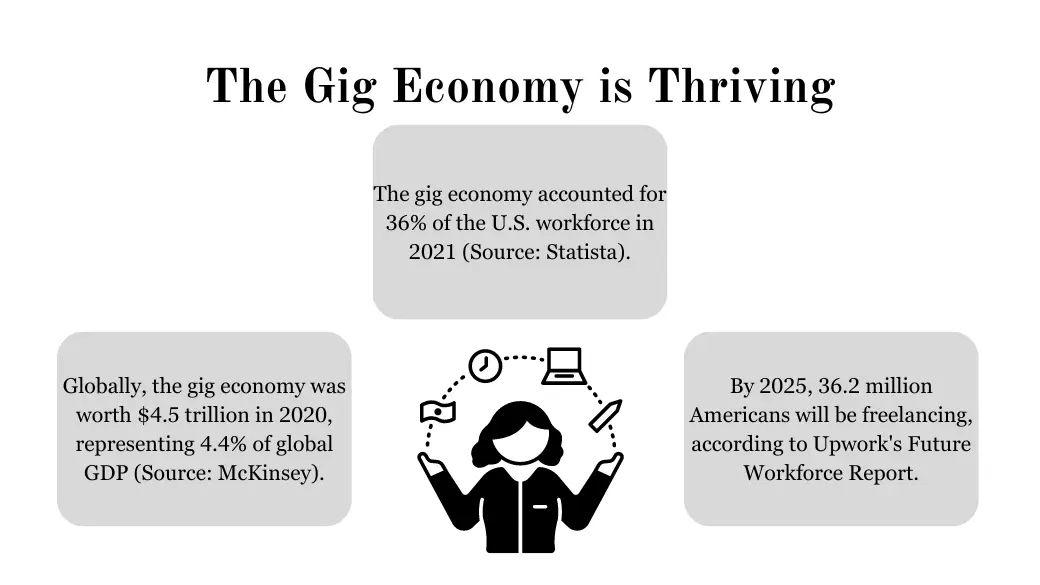 The Gig Economy is Thriving
The gig economy accounted for
36% of the U.S. workforce in
2021 (Source: Statista).
Globally, the gig economy was
worth $4.5 trillion in 2020,
representing 4.4% of global
GDP (Source: McKinsey).
By 2025, 36.2 million
Americans will be freelancing,
according to Upwork's Future
Workforce Report.